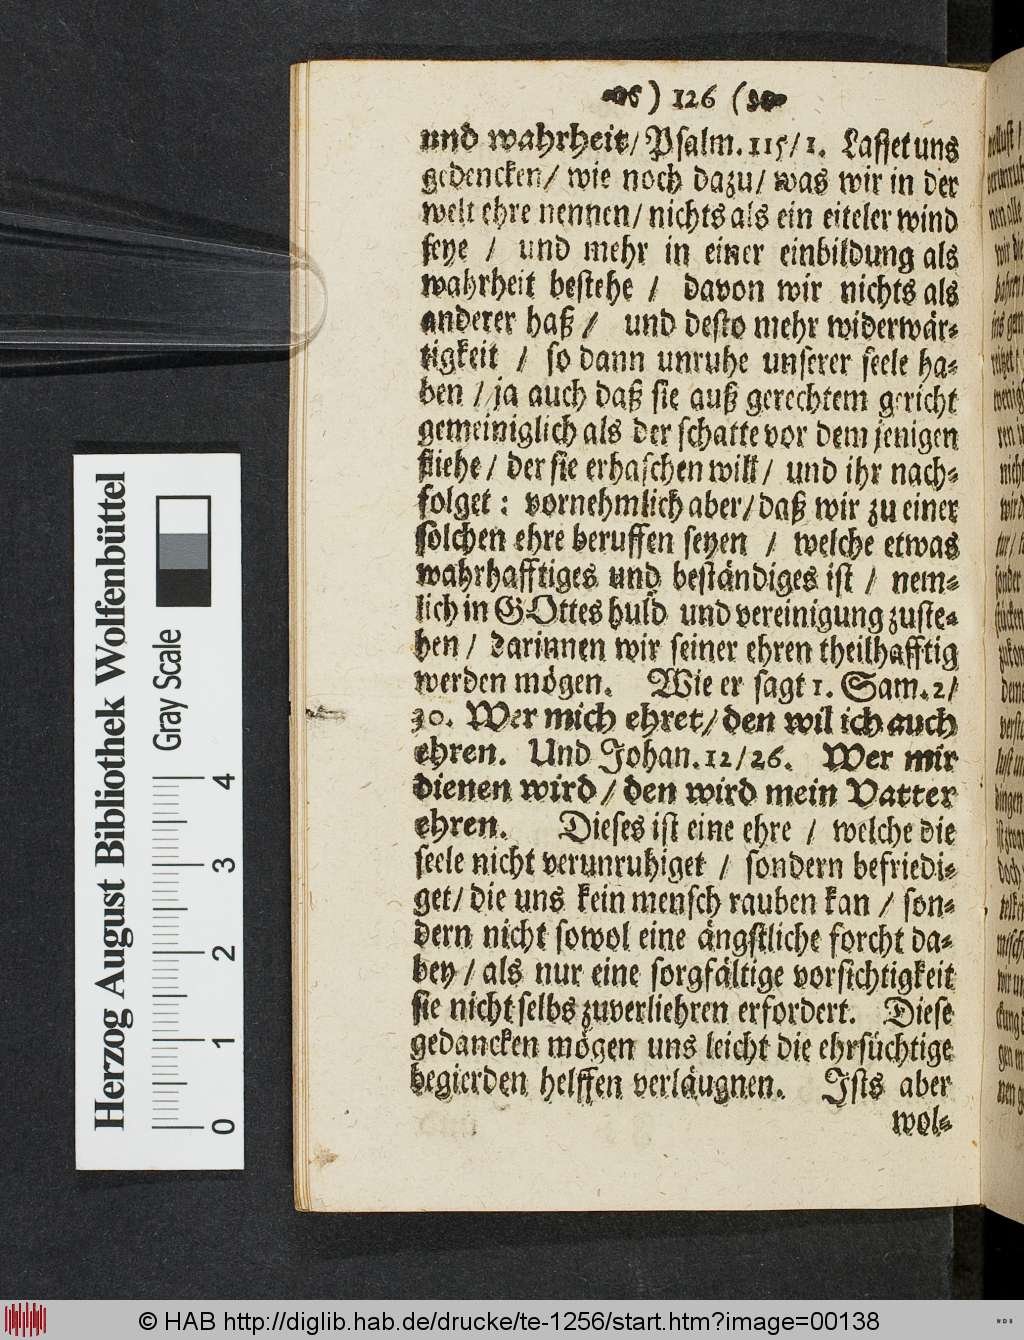 ) 126 (
und wahrheit/ Psalm. 115/1. Lasset uns
gedencken/ wie noch dazu/ was wir in der
welt ehre nennen/ nichts als ein eiteler wind
seye / und mehr in einer einbildung als
wahrheit bestehe / davon wir nichts als
anderer haß / und desto mehr widerwär-
tigkeit / so dann unruhe unserer seele ha-
ben / ja auch daß sie auß gerechtem gericht
gemeiniglich als der schatte vor dem jenigen
fliehe / der sie erhaschen will / und ihr nach-
folget : vornehmlich aber/ daß wir zu einer
solchen ehre beruffen seyen / welche etwas
wahrhafftiges und beständiges ist / nem-
lich in GOttes huld und vereinigung zuste-
hen / darinnen wir seiner ehren theilhafftig
werden mögen. Wie er sagt 1. Sam. 2/
30. Wer mich ehret/ den wil ich auch
ehren. Und Johan. 12/26. Wer mir
dienen wird / den wird mein Vatter
ehren. Dieses ist eine ehre / welche die
seele nicht verunruhiget / sondern befriedi-
get/ die uns kein mensch rauben kan / son-
dern nicht sowol eine ängstliche forcht da-
bey / als nur eine sorgfältige vorsichtigkeit
sie nicht selbs zuverliehren erfordert. Diese
gedancken mögen uns leicht die ehrsüchtige
begierden helffen verläugnen. Ists aber
wol-
Herzog August Bibliothek Wolfenbüttel
Gray Scale
0 1 2 3 4
© HAB http://diglib.hab.de/drucke/te-1256/start.htm?image=00138